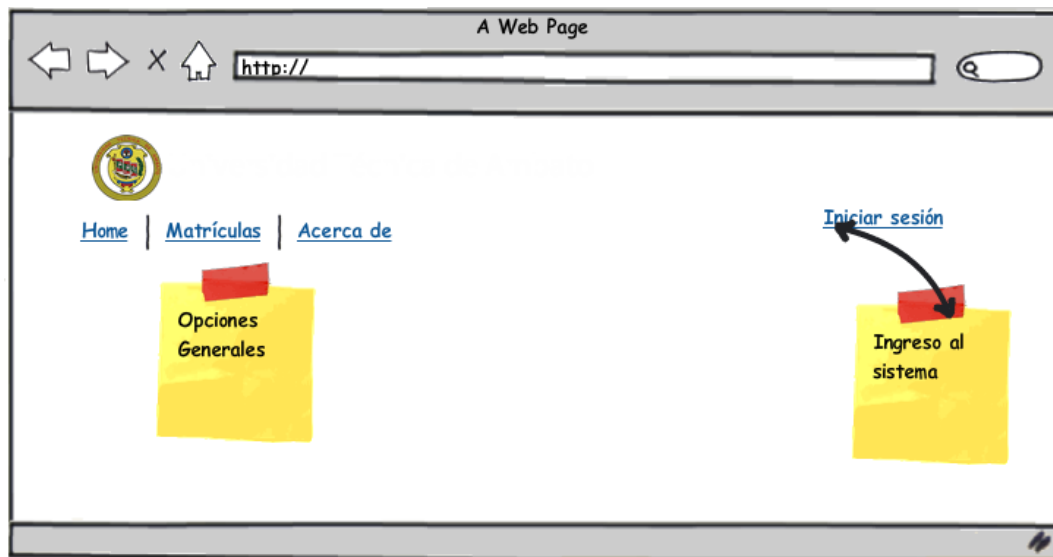 A Web Page
http://
Home | Matrículas | Acerca de
Iniciar sesión
Opciones
Generales
Ingreso al
sistema